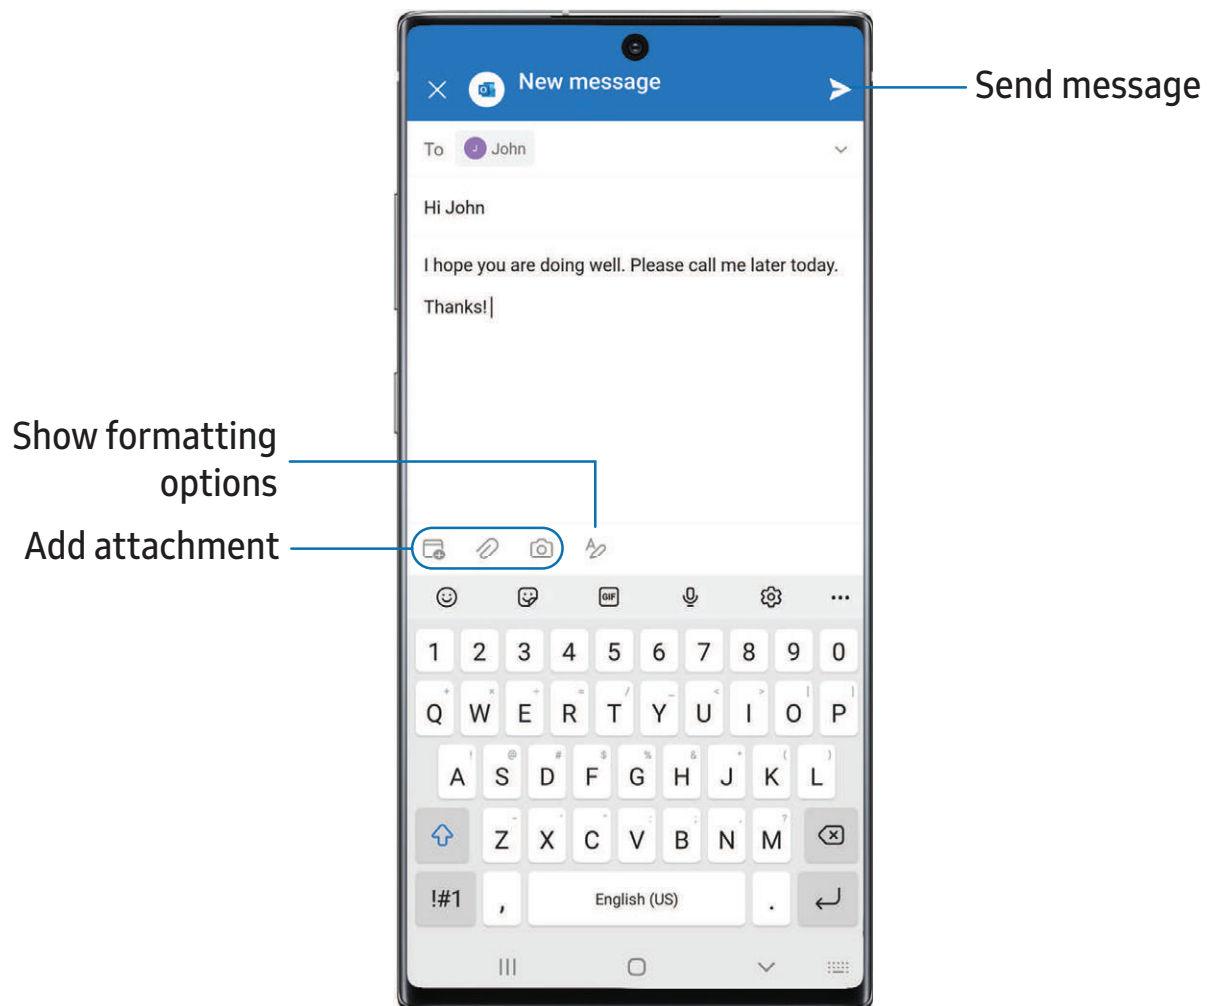 New message
Send message
To John
Hi John
I hope you are doing well. Please call me later today.
Thanks!
Show formatting
options
Add attachment
GIF
1 2 3 4 5 6 7 8 9 0
Q W E R T Y U I O P
A S D F G H J K L
Z X C V B N M
!#1 , English (US) .